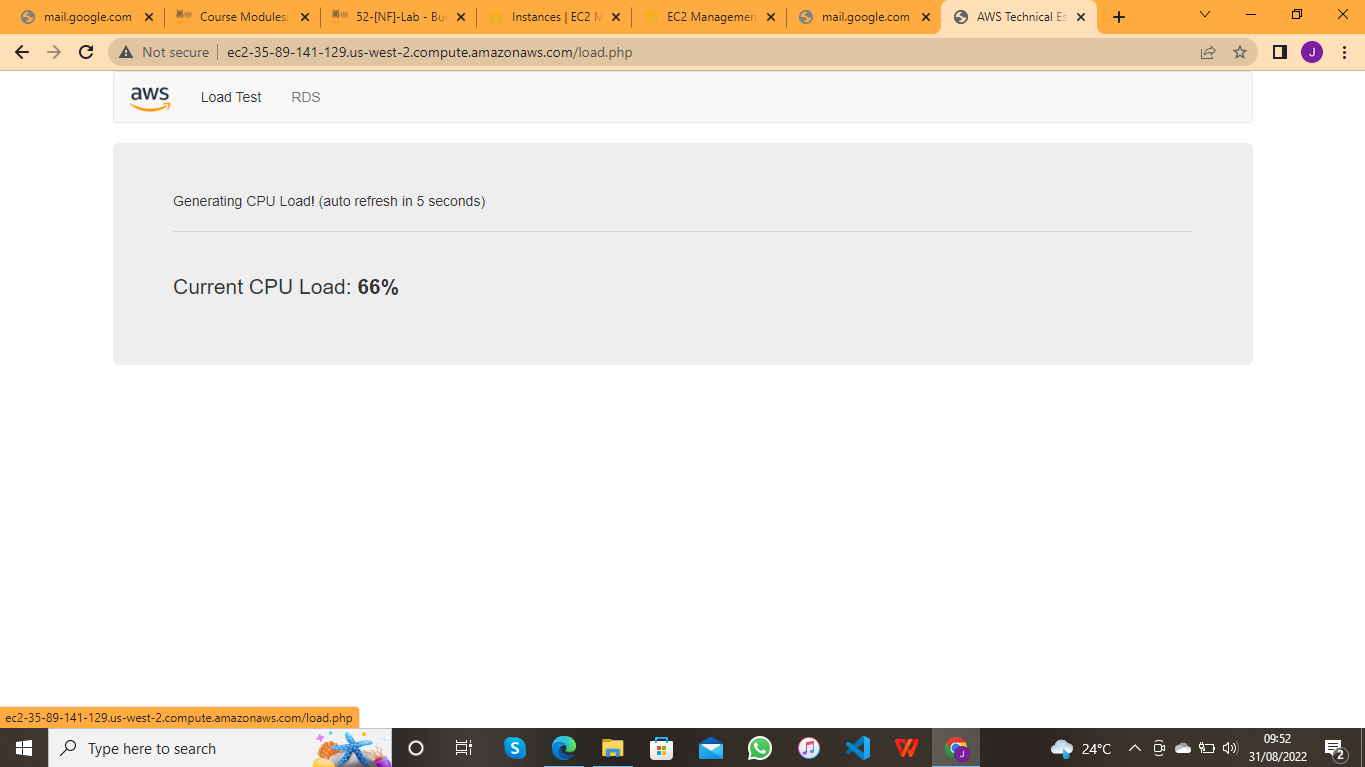 mail.google.com
Course Modules:
52-[NF]-Lab - Bui
Instances | EC2 M
EC2 Managemen
mail.google.com
AWS Technical Es
Not secure
ec2-35-89-141-129.us-west-2.compute.amazonaws.com/load.php
J
aws
Load Test
RDS
Generating CPU Load! (auto refresh in 5 seconds)
Current CPU Load: 66%
ec2-35-89-141-129.us-west-2.compute.amazonaws.com/load.php
Type here to search
24°C
09:52
31/08/2022
2